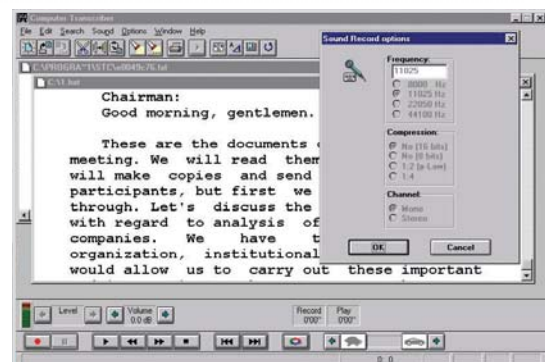 Computer Transcriber
File Edit Search Sound Options Window Help
C:\1.txt
Chairman:
Good morning, gentlemen.
These are the documents
meeting. We will read them
will make copies and send
participants, but first we
through. Let's discuss the
with regard to analysis of
companies. We have
organization, institutional
would allow us to carry out these important
Sound Record options
Frequency:
11025
8000 Hz
11025 Hz
22050 Hz
44100 Hz
Compression:
No (16 bits)
No (8 bits)
1:2 (µ-Law)
1:4
Channel:
Mono
Stereo
OK Cancel
Level Volume 0.0 dB Record 0'00'' Play 0'00''
0: 0